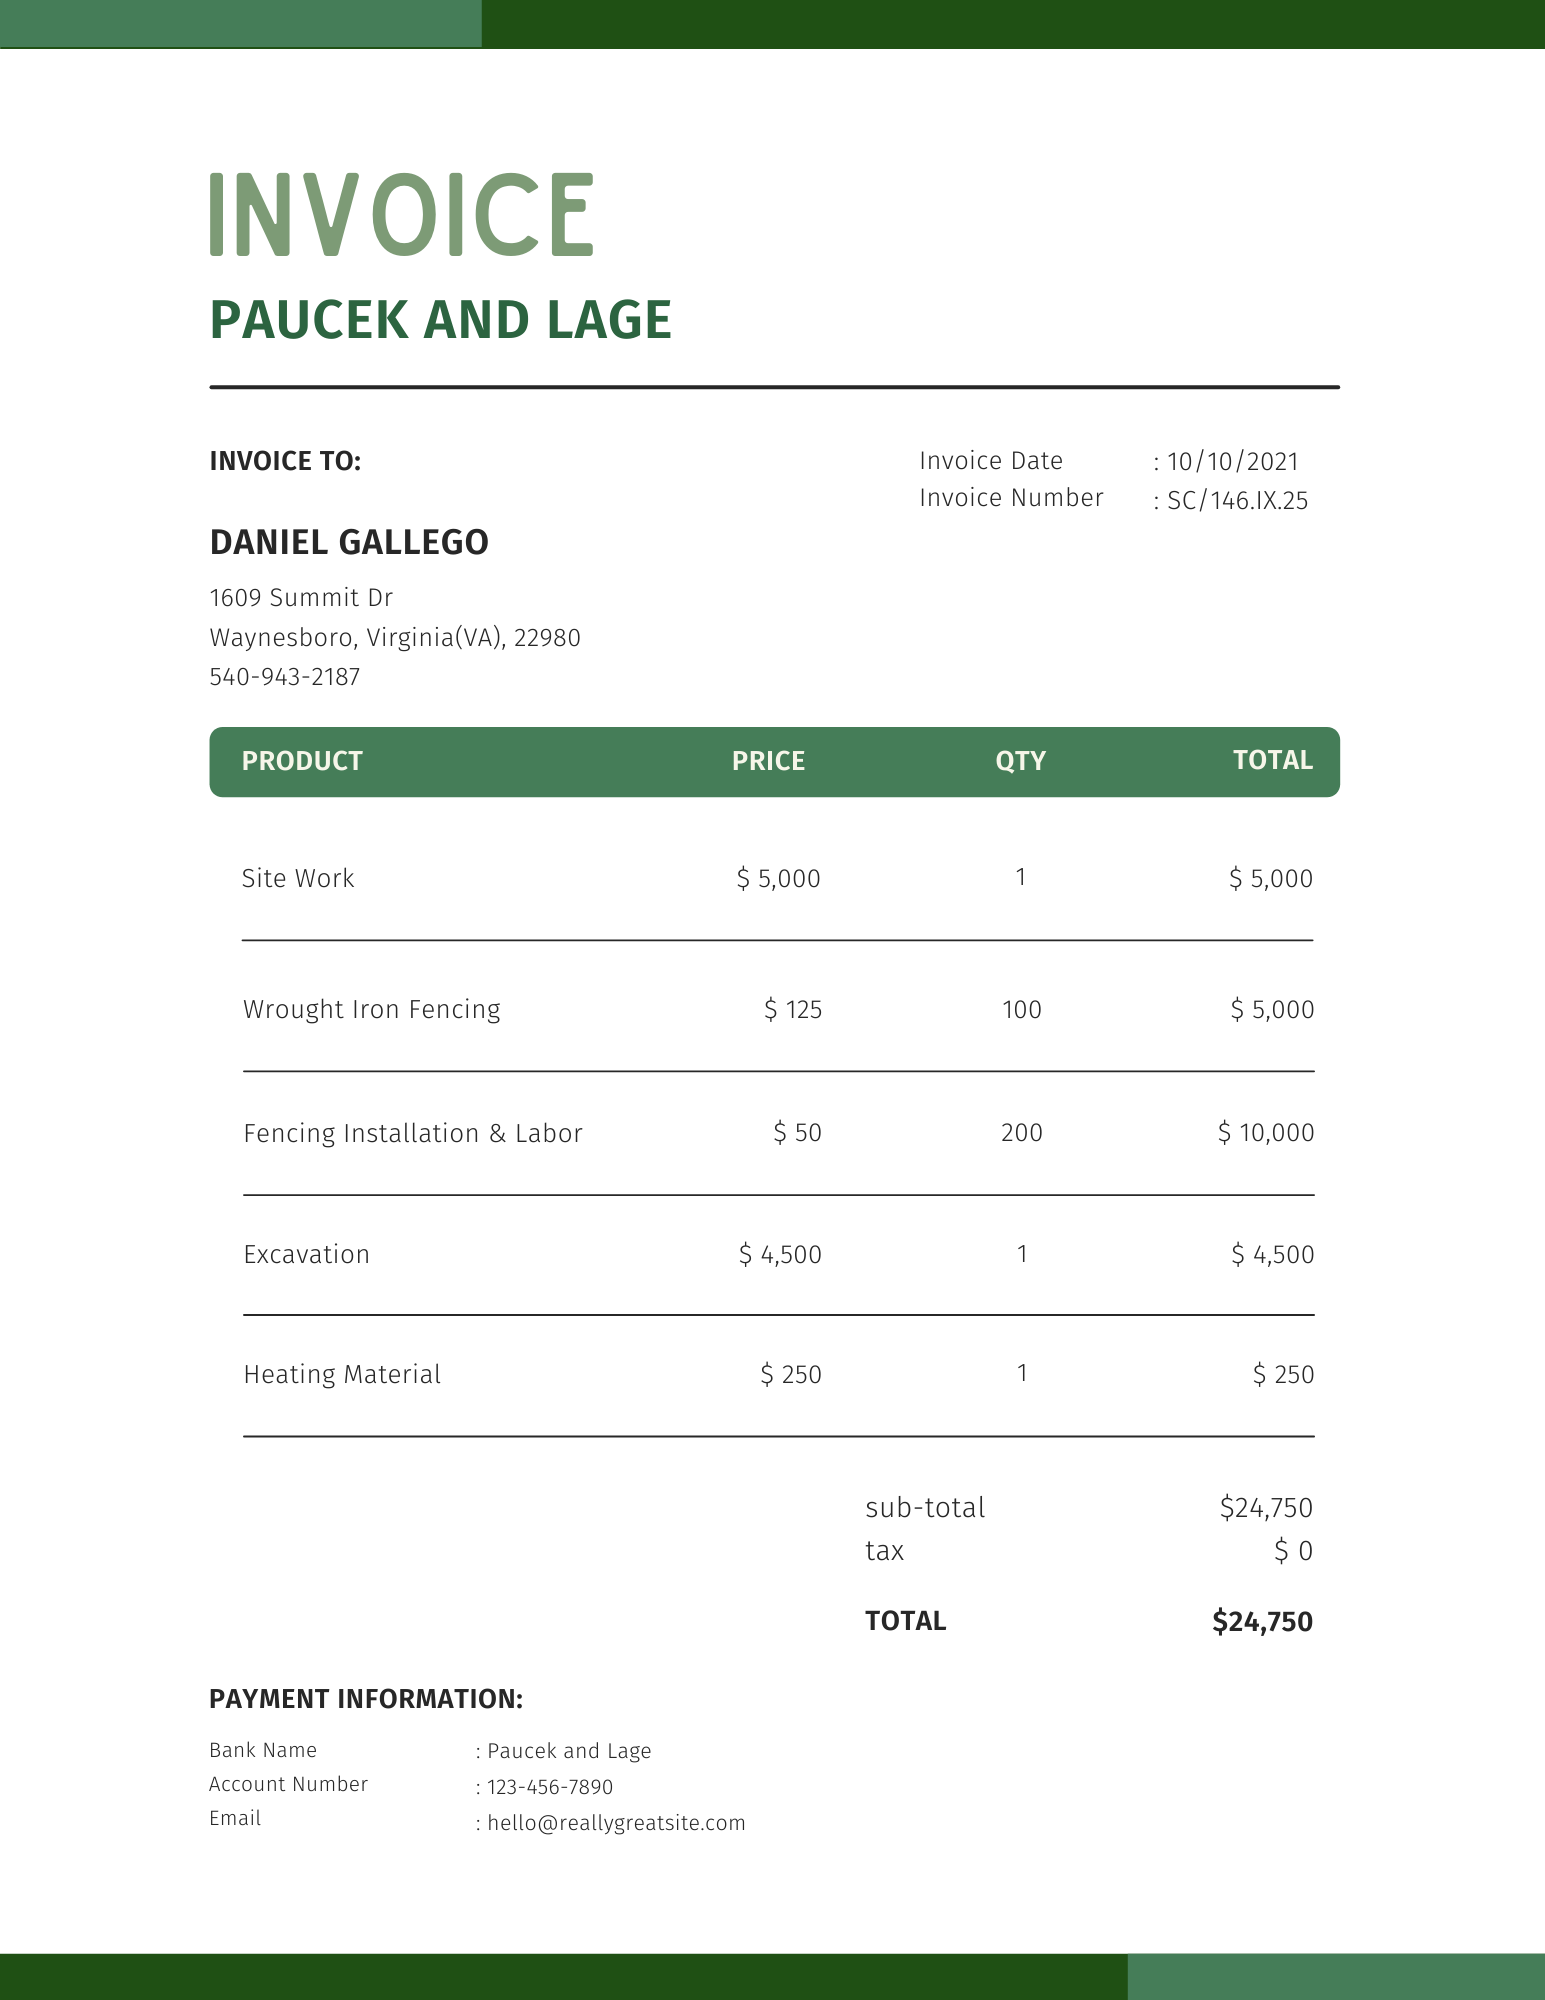 INVOICE
PAUCEK AND LAGE
INVOICE TO:
Invoice Date : 10/10/2021
Invoice Number : SC/146.IX.25
DANIEL GALLEGO
1609 Summit Dr
Waynesboro, Virginia(VA), 22980
540-943-2187
PRODUCT PRICE QTY TOTAL
Site Work $ 5,000 1 $ 5,000
Wrought Iron Fencing $ 125 100 $ 5,000
Fencing Installation & Labor $ 50 200 $ 10,000
Excavation $ 4,500 1 $ 4,500
Heating Material $ 250 1 $ 250
sub-total $24,750
tax $ 0
TOTAL $24,750
PAYMENT INFORMATION:
Bank Name : Paucek and Lage
Account Number : 123-456-7890
Email : hello@reallygreatsite.com